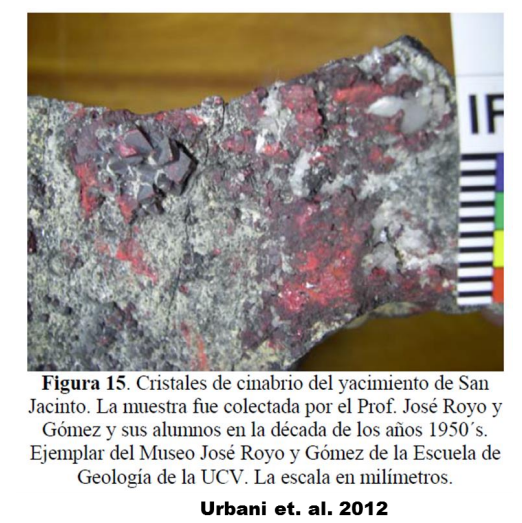 IF
Figura 15. Cristales de cinabrio del yacimiento de San
Jacinto. La muestra fue colectada por el Prof. José Royo y
Gómez y sus alumnos en la década de los años 1950´s.
Ejemplar del Museo José Royo y Gómez de la Escuela de
Geología de la UCV. La escala en milímetros.
Urbani et. al. 2012